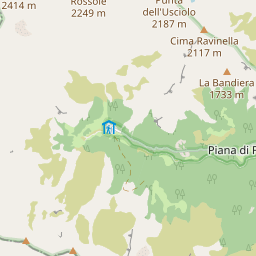 2414 m
Rossole
2249 m
Punta
dell'Usciolo
2187 m
Cima Ravinella
2117 m
La Bandiera
1733 m
Piana di F